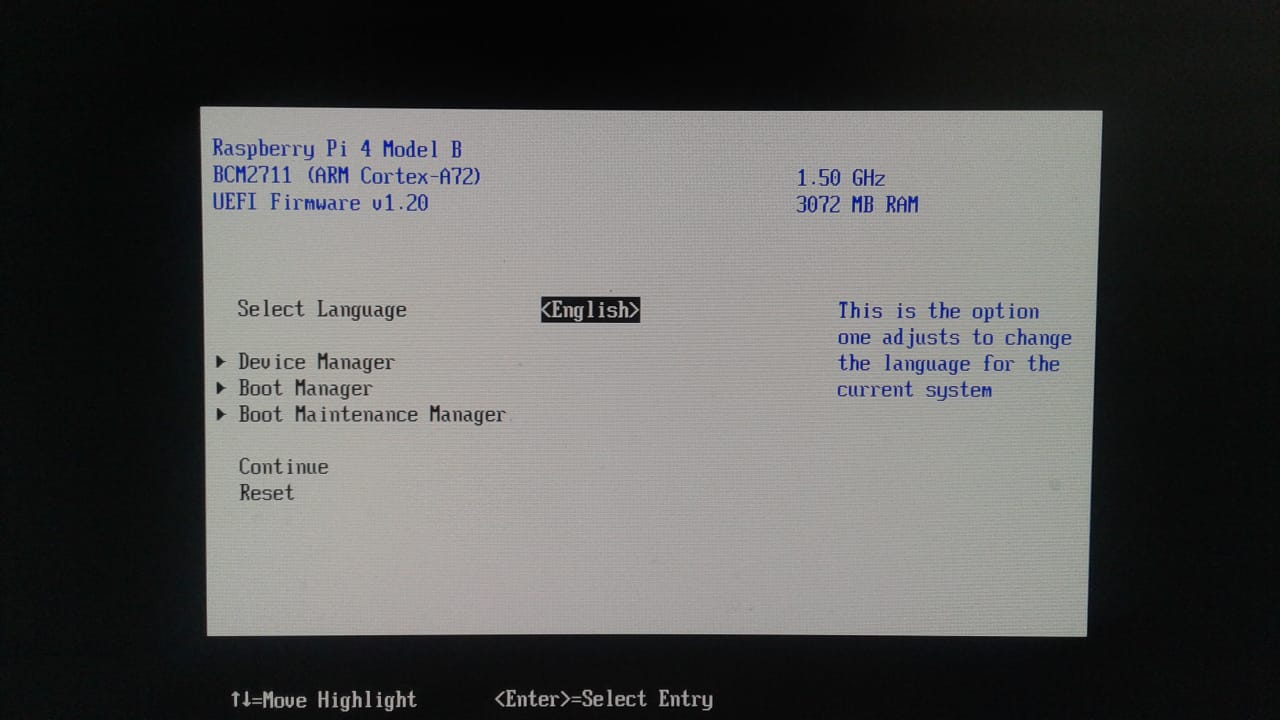 Raspberry Pi 4 Model B
BCM2711 (ARM Cortex-A72) 1.50 GHz
UEFI Firmware v1.20 3072 MB RAM
Select Language <English> This is the option
one adjusts to change
▶ Device Manager the language for the
▶ Boot Manager current system
▶ Boot Maintenance Manager
Continue
Reset
↑↓=Move Highlight <Enter>=Select Entry